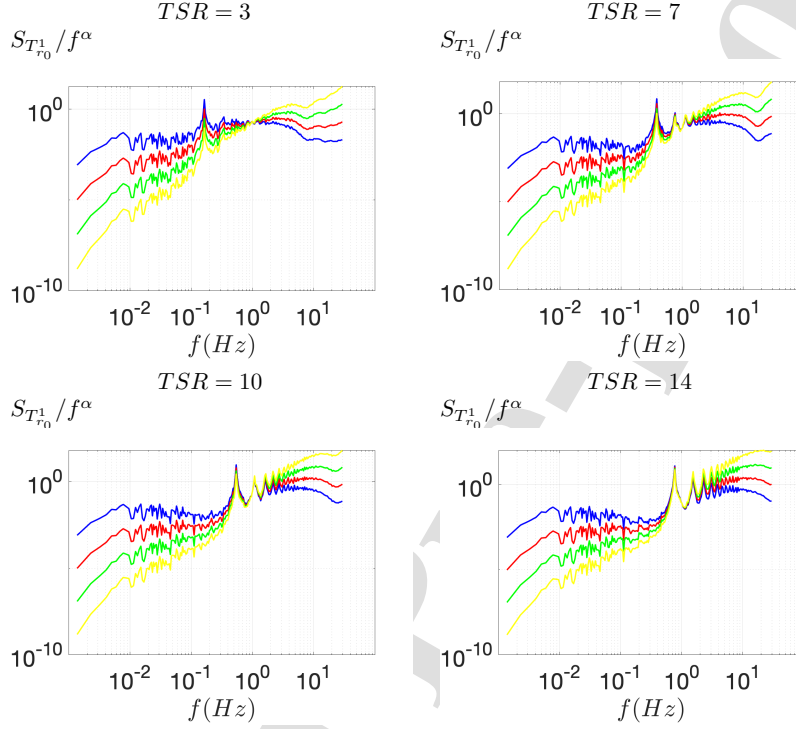 TSR = 3
S_{T^1_{r_0}}/f^α
10^0
10^{-10}
10^{-2} 10^{-1} 10^0 10^1
f(Hz)
TSR = 7
S_{T^1_{r_0}}/f^α
10^0
10^{-10}
10^{-2} 10^{-1} 10^0 10^1
f(Hz)
TSR = 10
S_{T^1_{r_0}}/f^α
10^0
10^{-10}
10^{-2} 10^{-1} 10^0 10^1
f(Hz)
TSR = 14
S_{T^1_{r_0}}/f^α
10^0
10^{-10}
10^{-2} 10^{-1} 10^0 10^1
f(Hz)